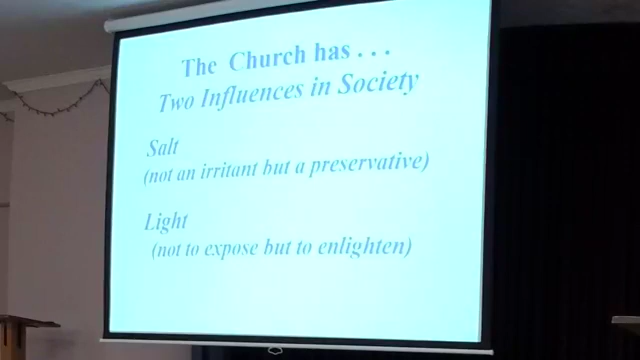 The Church has . . .
Two Influences in Society
Salt
(not an irritant but a preservative)
Light
(not to expose but to enlighten)